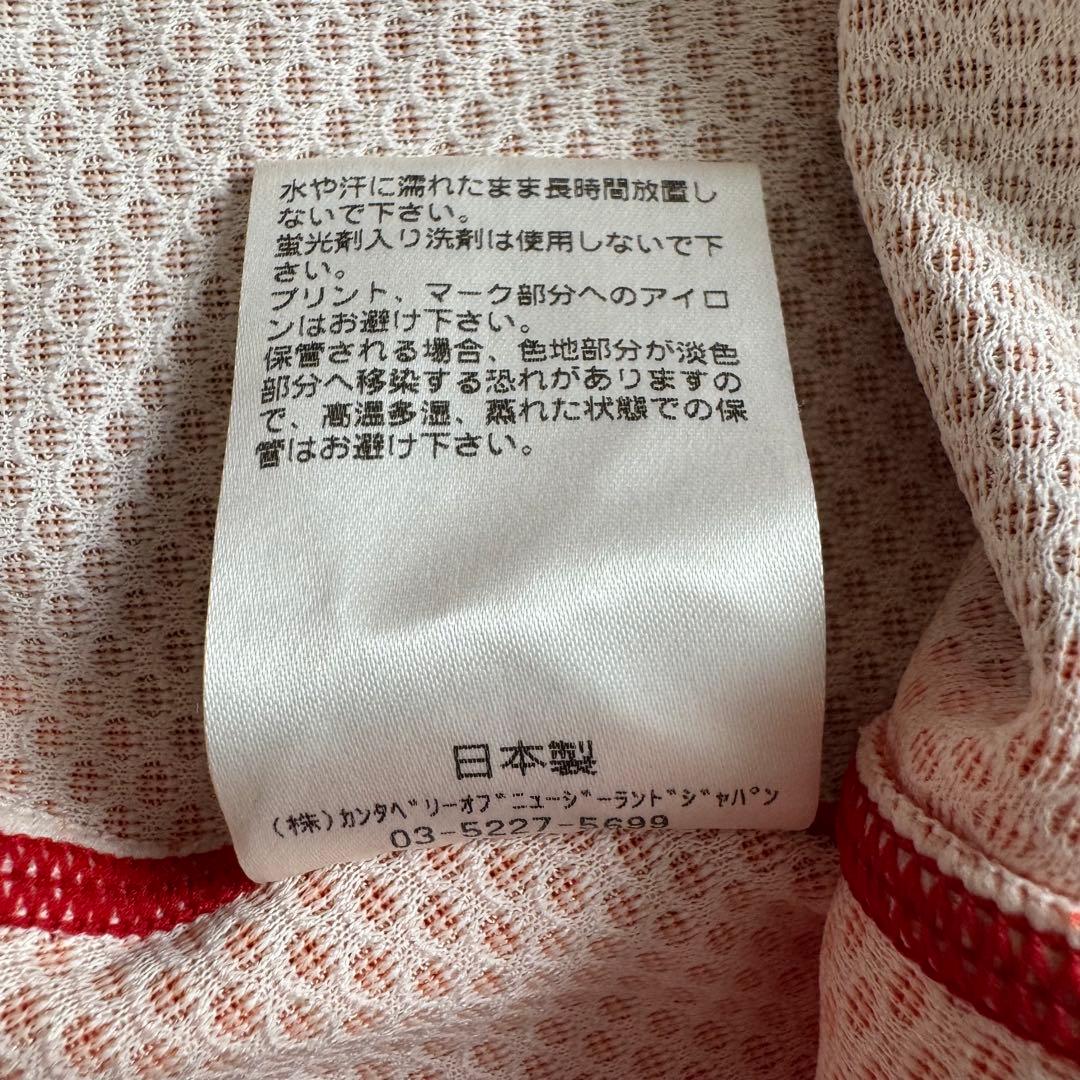 水や汗に濡れたまま長時間放置し
ないで下さい。
蛍光剤入り洗剤は使用しないで下
さい。
プリント、マーク部分へのアイロ
ンはお避け下さい。
保管される場合、色地部分が淡色
部分へ移染する恐れがありますの
で、高温多湿、蒸れた状態での保
管はお避け下さい。
日本製
(株)カンタベリーオブニュージーランドジャパン
03-5227-5699